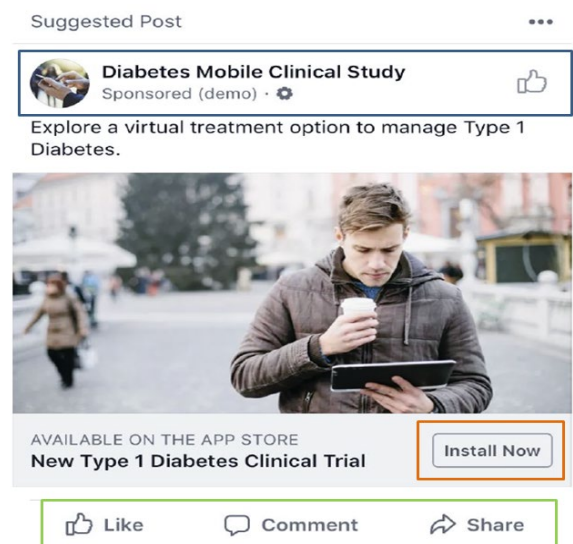 Suggested Post
Diabetes Mobile Clinical Study
Sponsored (demo) ·
Explore a virtual treatment option to manage Type 1
Diabetes.
AVAILABLE ON THE APP STORE
New Type 1 Diabetes Clinical Trial
Install Now
Like Comment Share